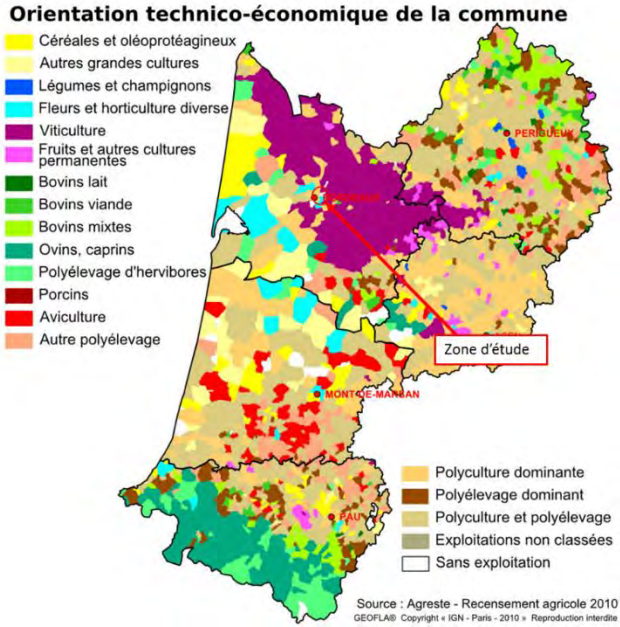 Orientation technico-économique de la commune
Céréales et oléoprotéagineux
Autres grandes cultures
Légumes et champignons
Fleurs et horticulture diverse
Viticulture
Fruits et autres cultures
permanentes
Bovins lait
Bovins viande
Bovins mixtes
Ovins, caprins
Polyélevage d'hervibores
Porcins
Aviculture
Autre polyélevage
PERIGUEUX
BORDEAUX
Zone d'étude
MONT-DE-MARSAN
PAU
Polyculture dominante
Polyélevage dominant
Polyculture et polyélevage
Exploitations non classées
Sans exploitation
Source : Agreste - Recensement agricole 2010
GEOFLA® Copyright « IGN - Paris - 2010 » Reproduction interdite